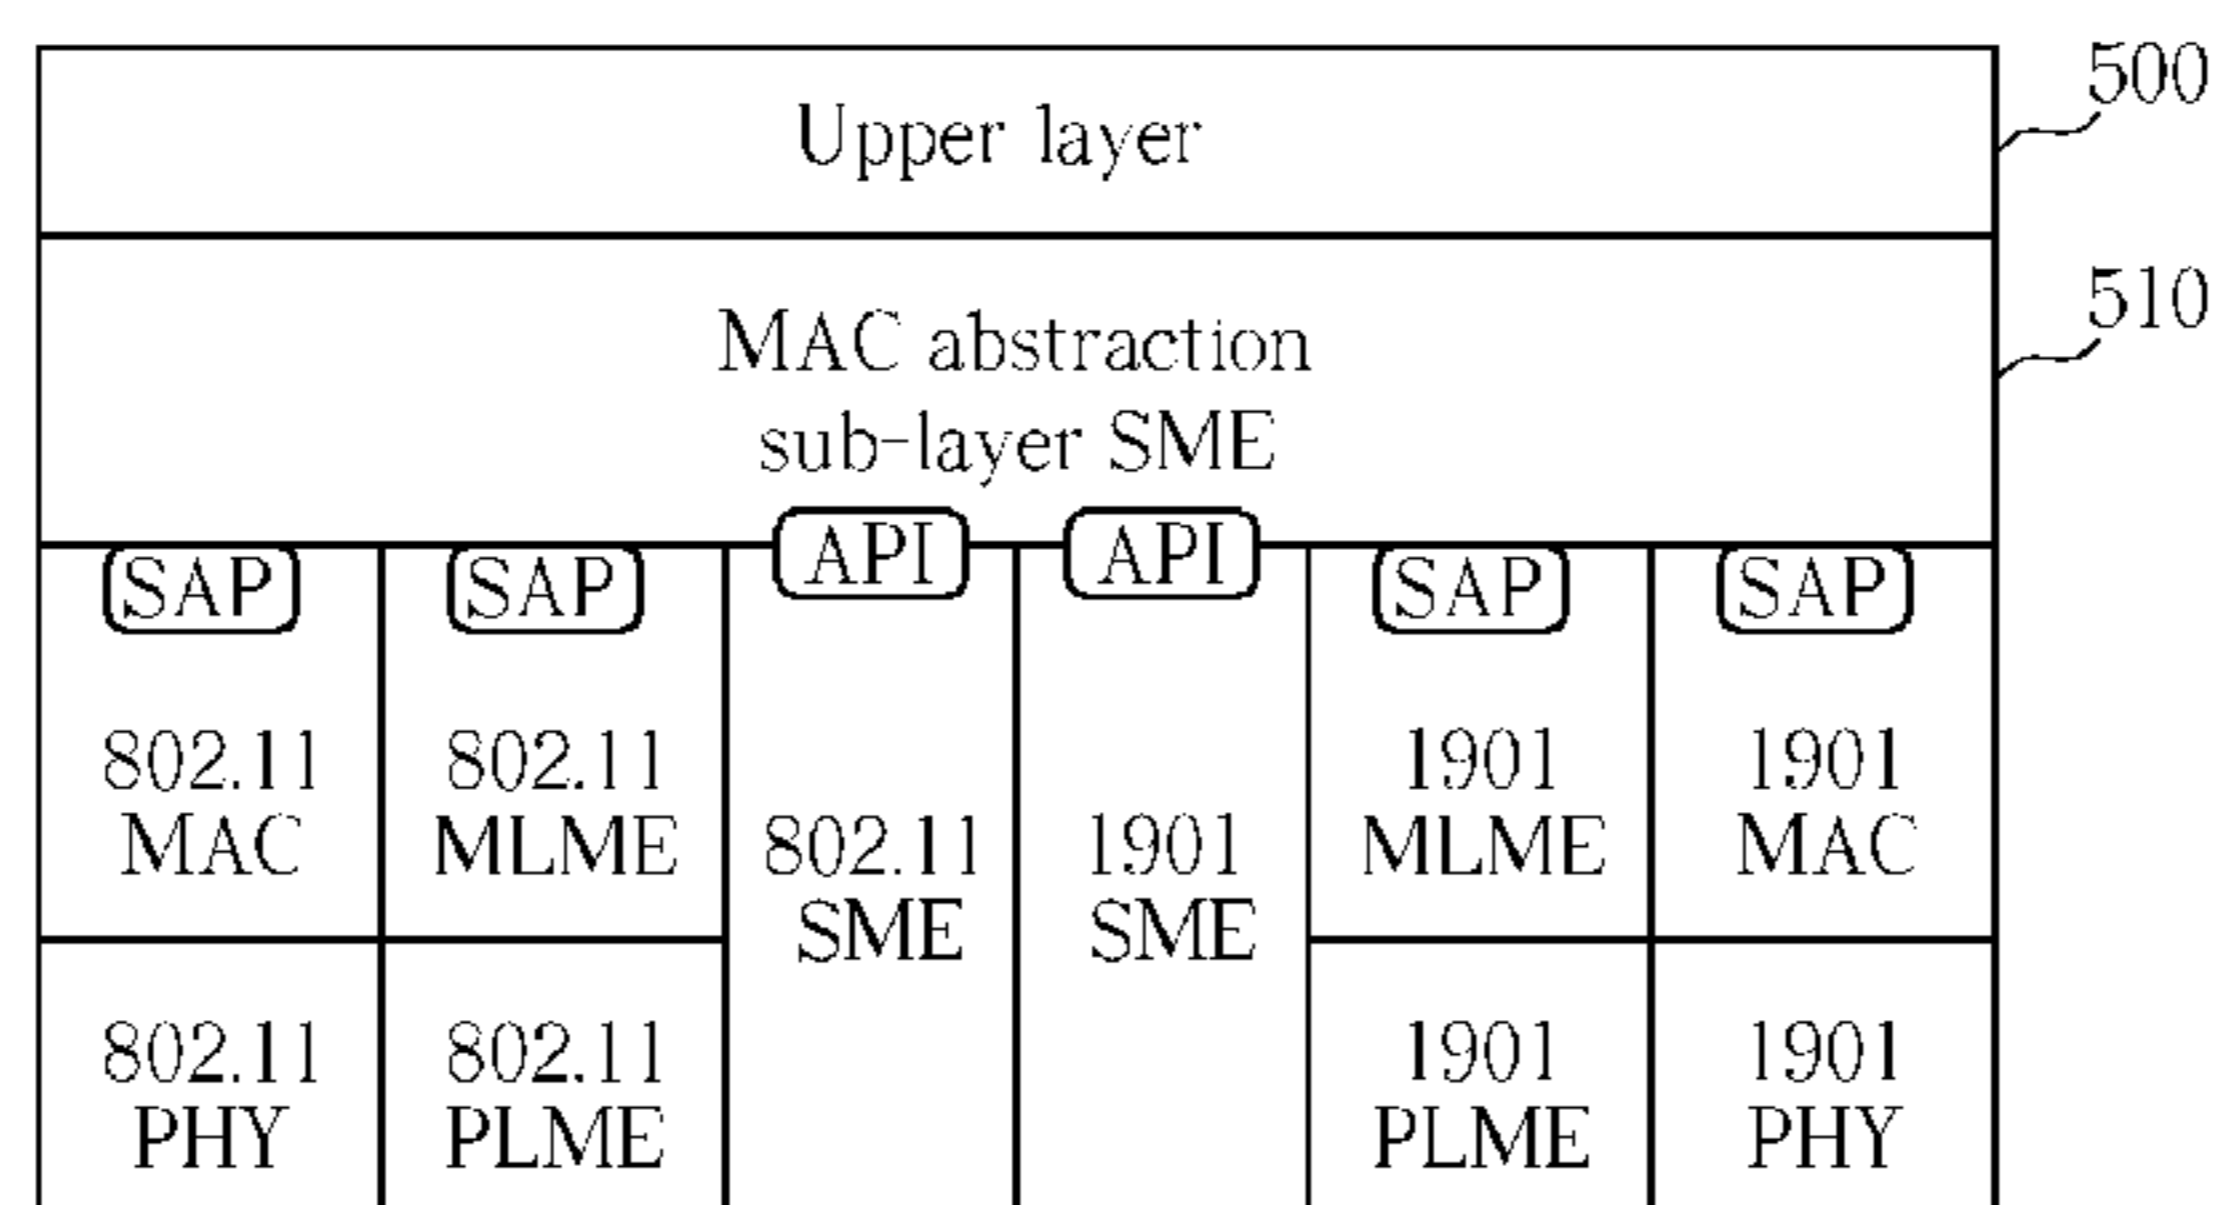 500
Upper layer
510
MAC abstraction
sub-layer SME
API API
SAP SAP SAP SAP
802.11 802.11 1901 1901
MAC MLME 802.11 1901 MLME MAC
SME SME
802.11 802.11 1901 1901
PHY PLME PLME PHY